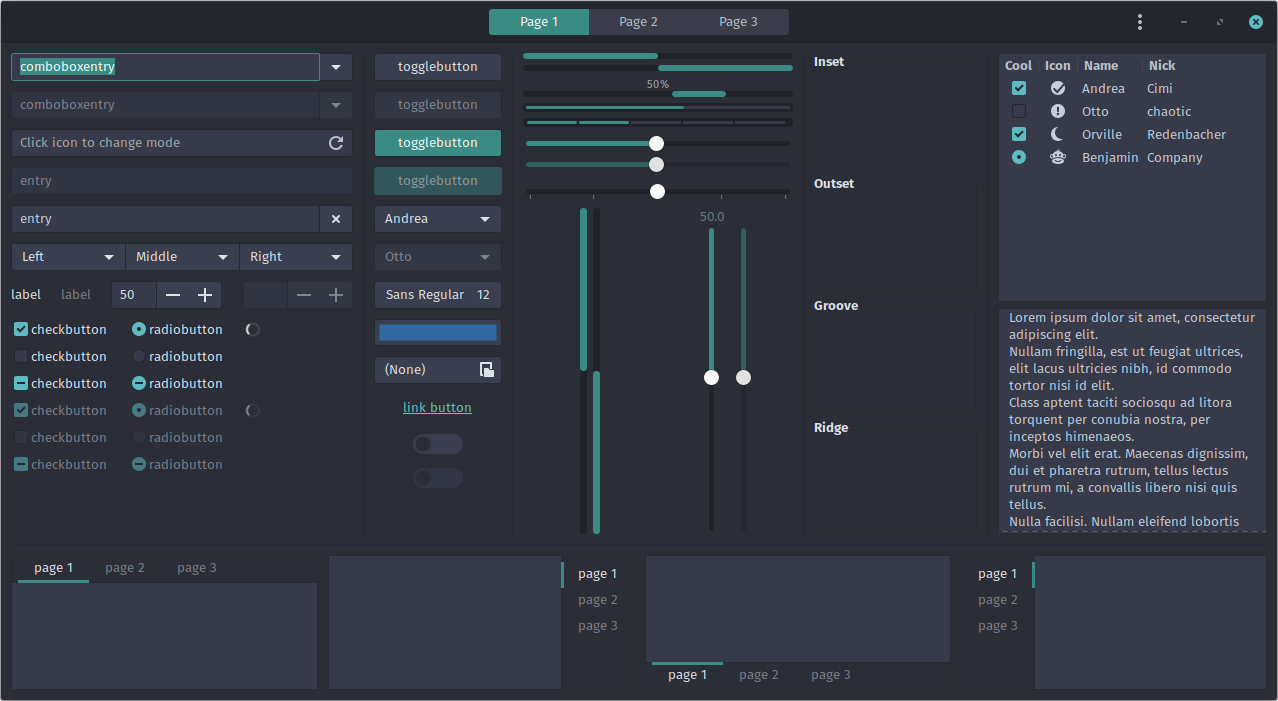 Page 1 Page 2 Page 3
comboboxentry
comboboxentry
Click icon to change mode
entry
entry
Left Middle Right
label label 50
checkbutton radiobutton
checkbutton radiobutton
checkbutton radiobutton
checkbutton radiobutton
checkbutton radiobutton
checkbutton radiobutton
togglebutton
togglebutton
togglebutton
togglebutton
Andrea
Otto
Sans Regular 12
(None)
link button
50%
50.0
Inset
Outset
Groove
Ridge
Cool Icon Name Nick
Andrea Cimi
Otto chaotic
Orville Redenbacher
Benjamin Company
Lorem ipsum dolor sit amet, consectetur
adipiscing elit.
Nullam fringilla, est ut feugiat ultrices,
elit lacus ultricies nibh, id commodo
tortor nisi id elit.
Class aptent taciti sociosqu ad litora
torquent per conubia nostra, per
inceptos himenaeos.
Morbi vel elit erat. Maecenas dignissim,
dui et pharetra rutrum, tellus lectus
rutrum mi, a convallis libero nisi quis
tellus.
Nulla facilisi. Nullam eleifend lobortis
page 1 page 2 page 3
page 1
page 2
page 3
page 1 page 2 page 3
page 1
page 2
page 3